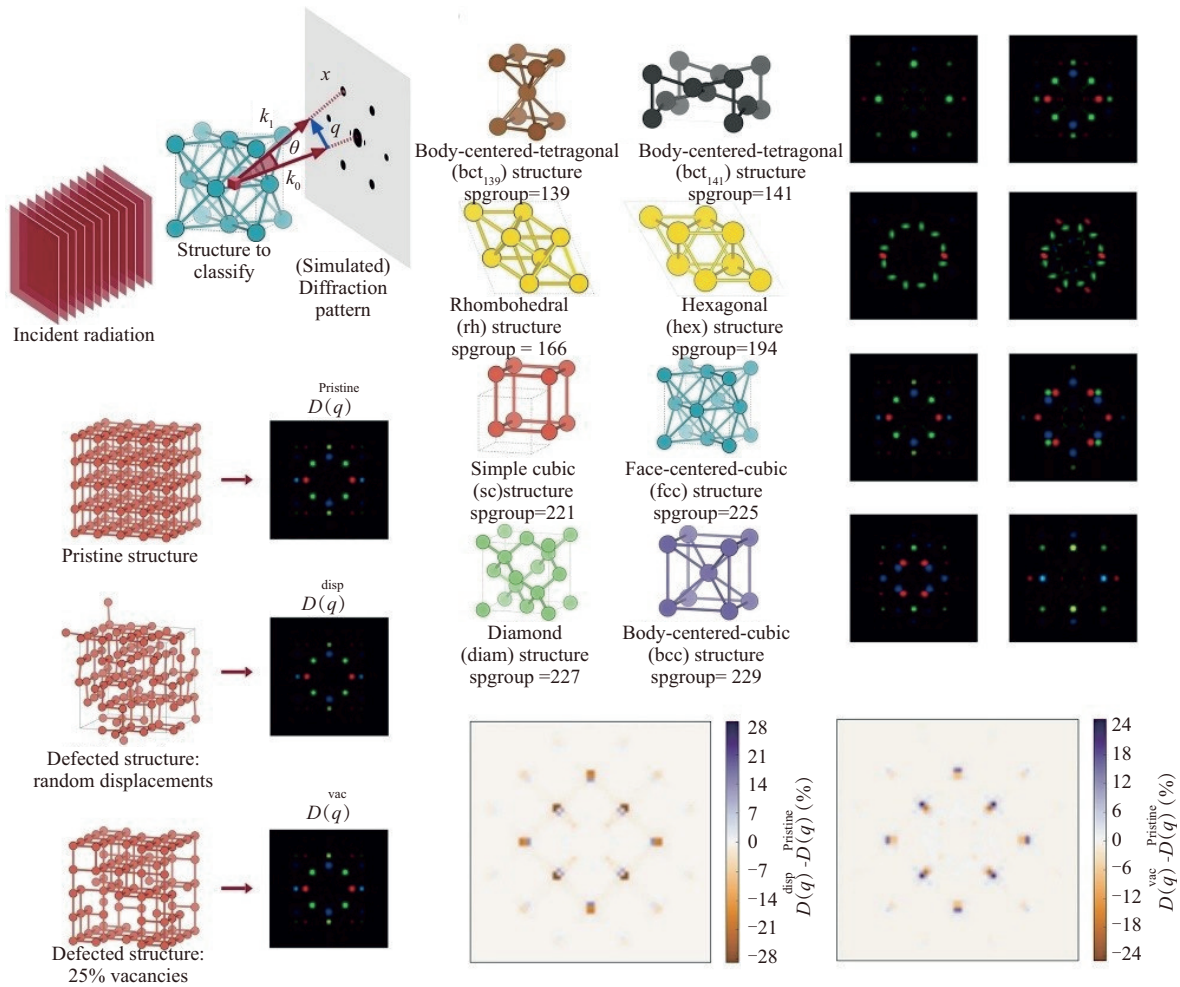 x
k₁
q
θ
k₀
Structure to
classify
(Simulated)
Diffraction
pattern
Incident radiation
Body-centered-tetragonal
(bct₁₃₉) structure
spgroup=139
Body-centered-tetragonal
(bct₁₄₁) structure
spgroup=141
Rhombohedral
(rh) structure
spgroup = 166
Hexagonal
(hex) structure
spgroup=194
Simple cubic
(sc)structure
spgroup=221
Face-centered-cubic
(fcc) structure
spgroup=225
Diamond
(diam) structure
spgroup =227
Body-centered-cubic
(bcc) structure
spgroup= 229
Pristine
D(q)
Pristine structure
disp
D(q)
Defected structure:
random displacements
vac
D(q)
Defected structure:
25% vacancies
28
21
14
7
0
−7
−14
−21
−28
disp Pristine
D(q) -D(q) (%)
24
18
12
6
0
−6
−12
−18
−24
vac Pristine
D(q) -D(q) (%)